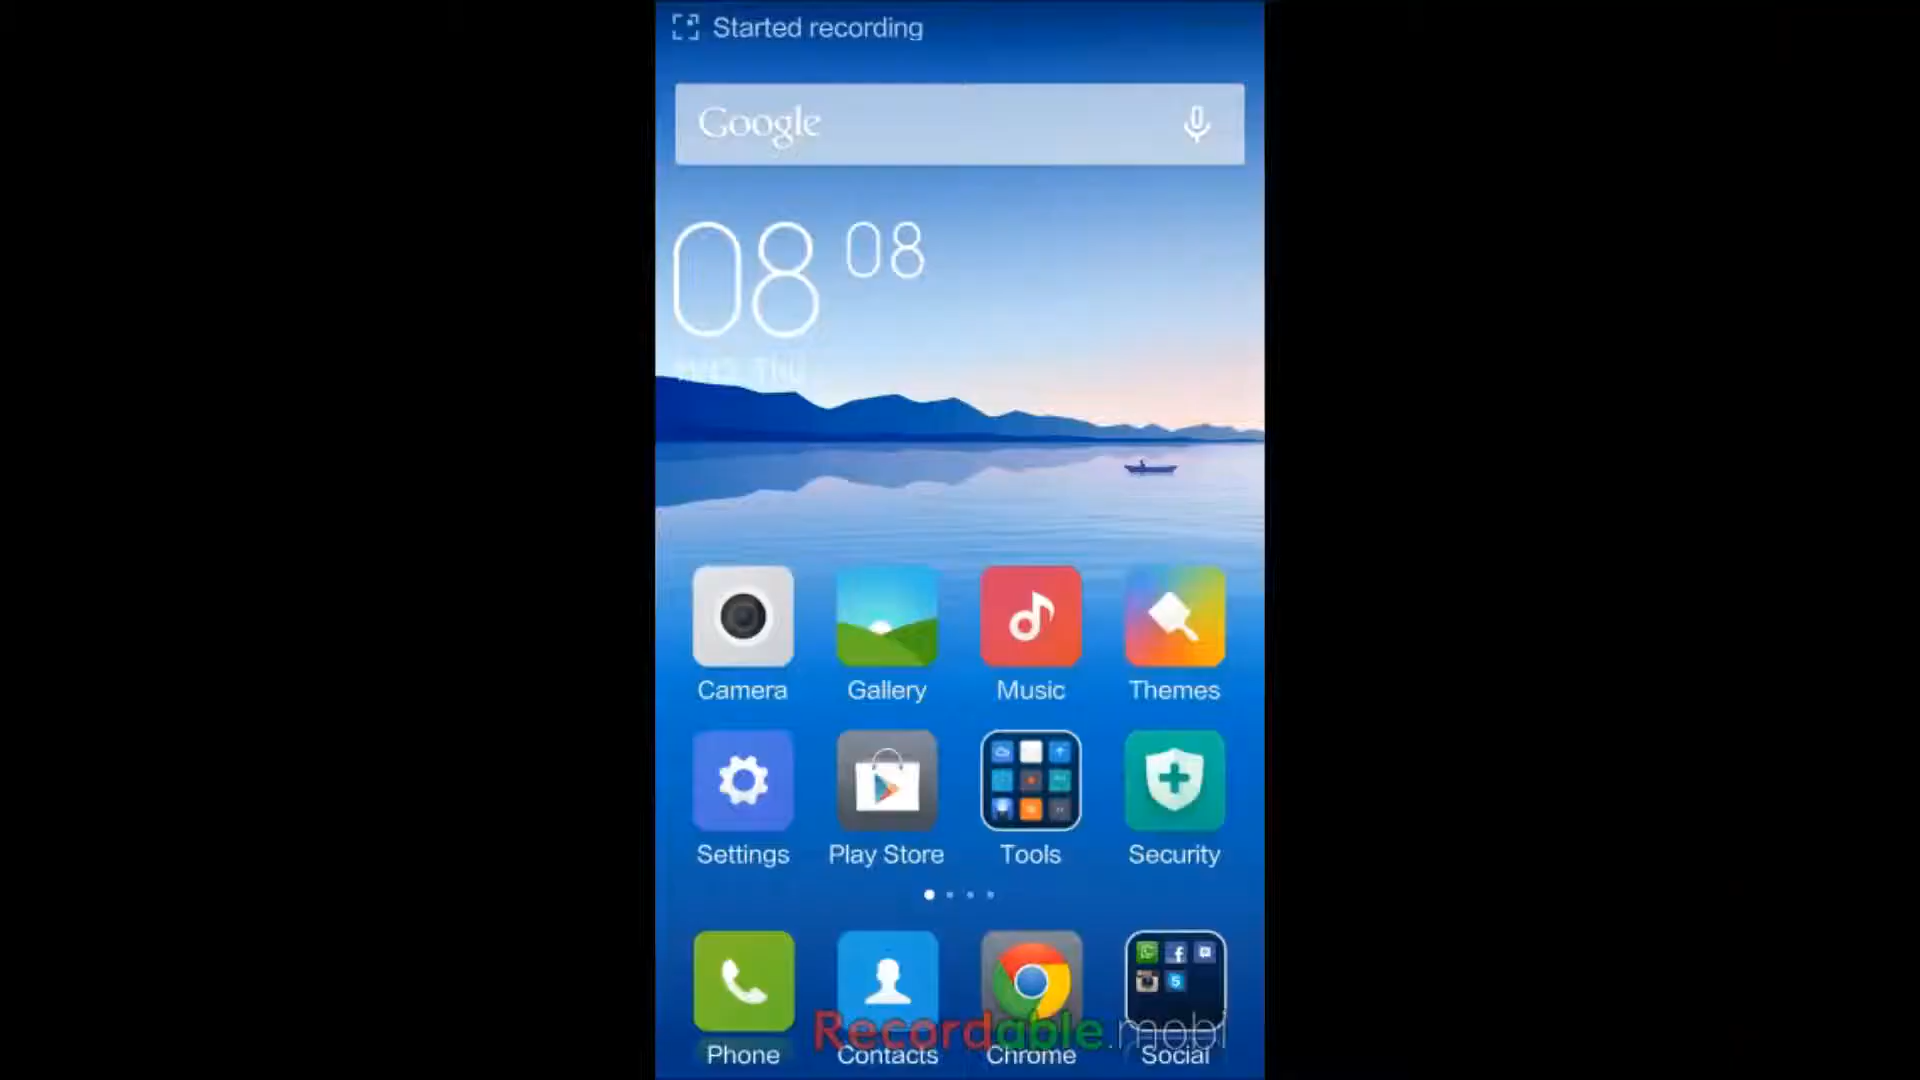 Started recording
Google
08 08
Thu
Camera Gallery Music Themes
Settings Play Store Tools Security
Phone Contacts Chrome Social
Recordable.mobi